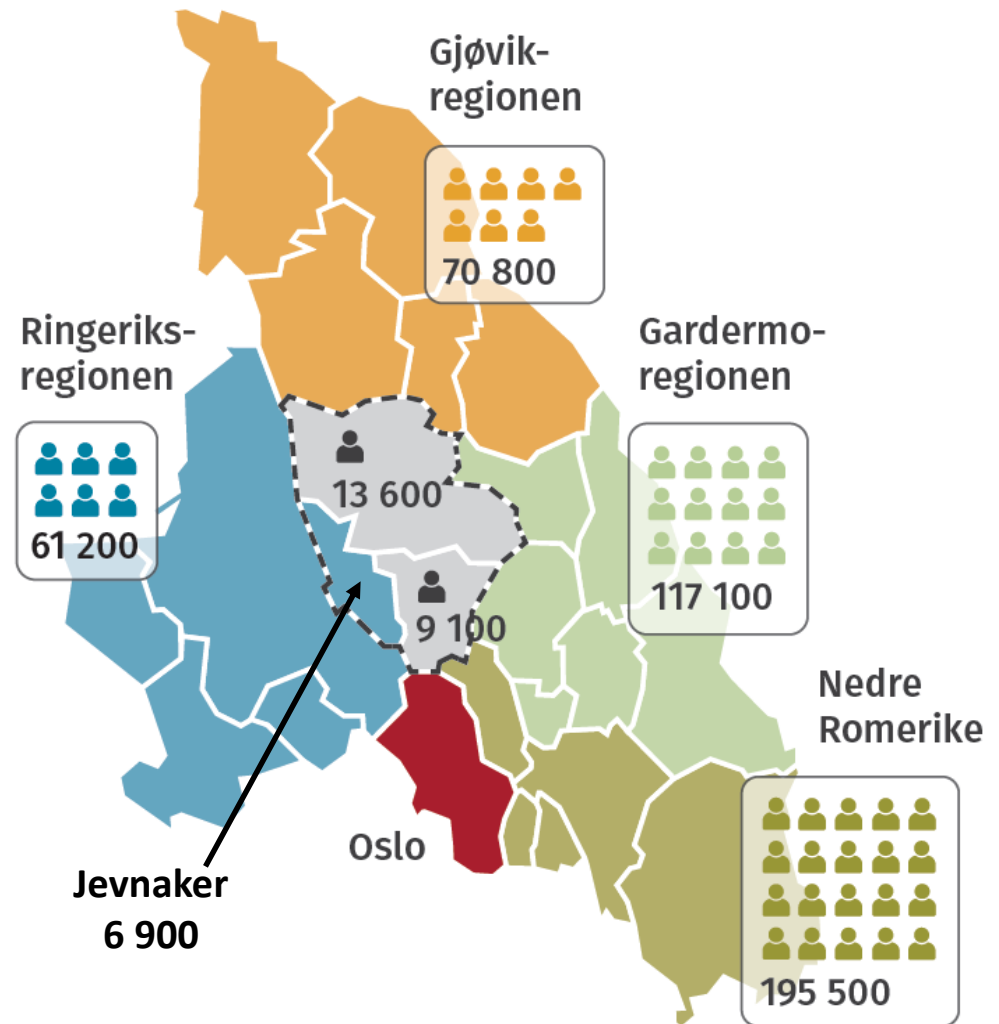 Gjøvik-
regionen
70 800
Ringeriks-
regionen
61 200
Gardermo-
regionen
117 100
13 600
9 100
Nedre
Romerike
195 500
Oslo
Jevnaker
6 900